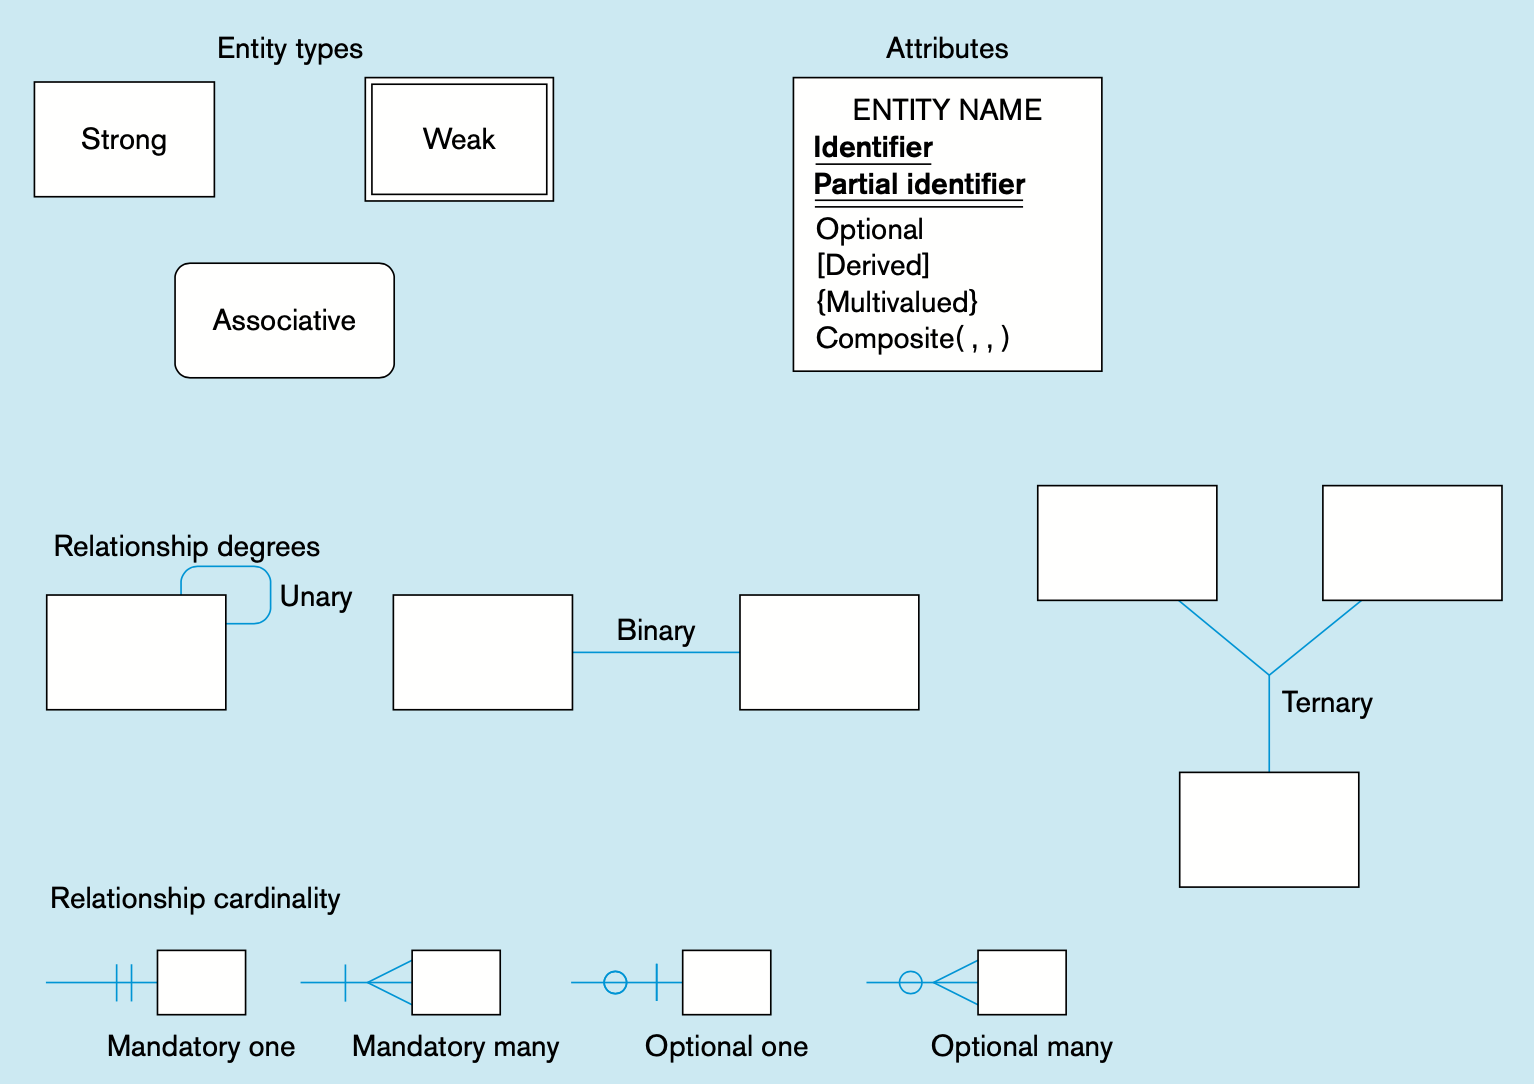 Entity types
Strong
Weak
Associative
Attributes
ENTITY NAME
Identifier
Partial identifier
Optional
[Derived]
{Multivalued}
Composite( , , )
Relationship degrees
Unary
Binary
Ternary
Relationship cardinality
Mandatory one
Mandatory many
Optional one
Optional many